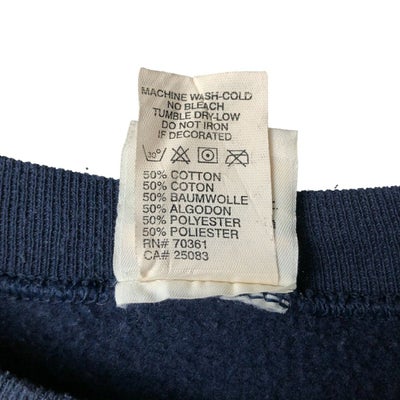 MACHINE WASH-COLD
NO BLEACH
TUMBLE DRY-LOW
DO NOT IRON
IF DECORATED
30°
50% COTTON
50% COTON
50% BAUMWOLLE
50% ALGODON
50% POLYESTER
50% POLIESTER
RN# 70361
CA# 25083